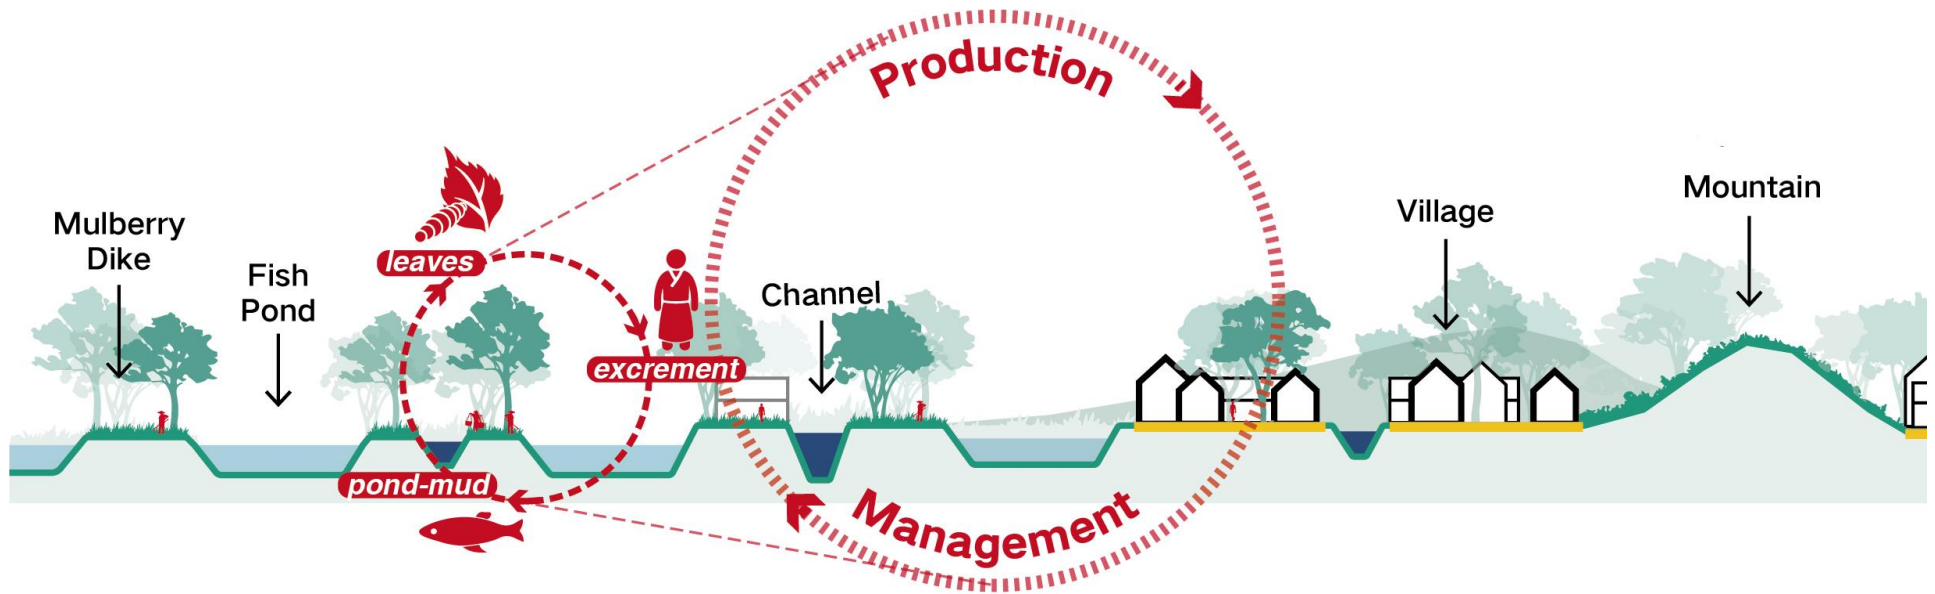 Production
Mountain
Village
Mulberry
Dike
leaves
Fish
Pond
Channel
excrement
pond-mud
Management